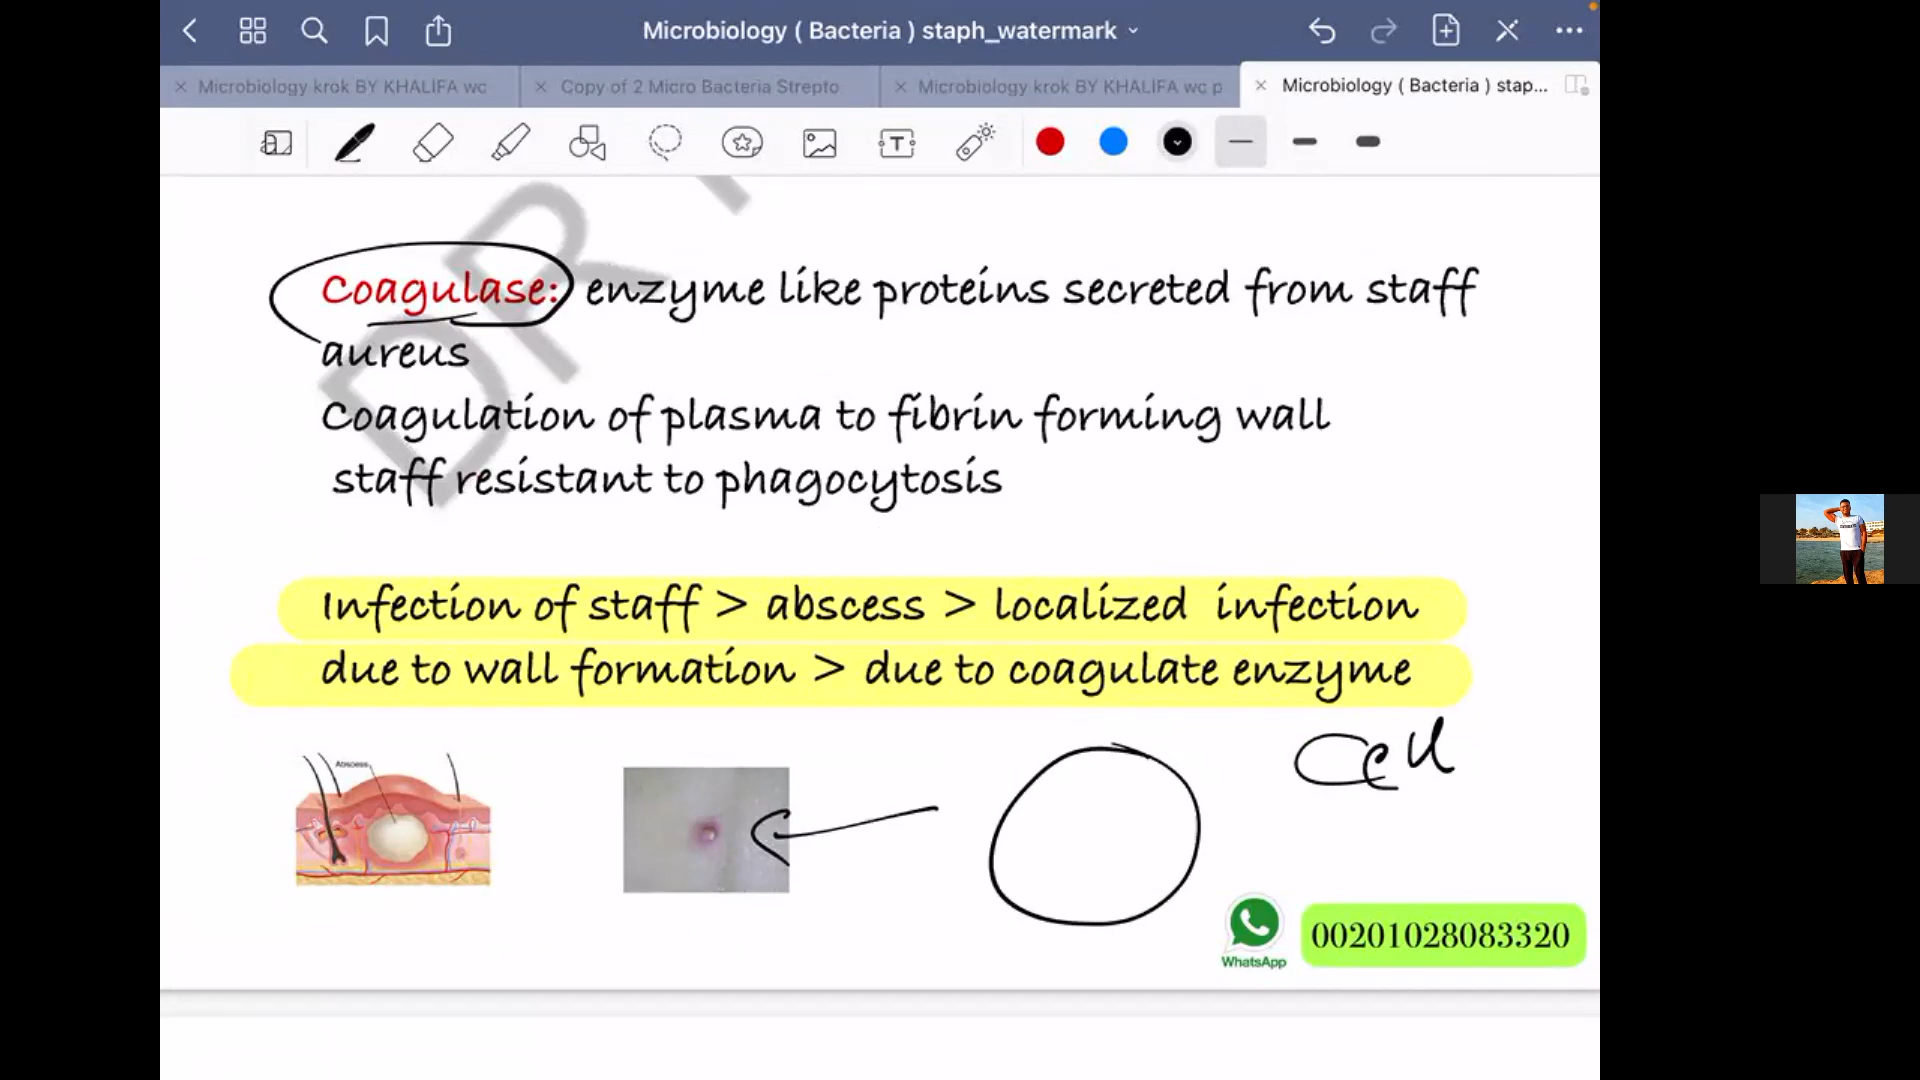 Microbiology ( Bacteria ) staph_watermark
Microbiology krok BY KHALIFA wc
Copy of 2 Micro Bacteria Strepto
Microbiology krok BY KHALIFA wc p
Microbiology ( Bacteria ) stap...
DR
Coagulase: enzyme like proteins secreted from staff
aureus
Coagulation of plasma to fibrin forming wall
staff resistant to phagocytosis
Infection of staff > abscess > localized infection
due to wall formation > due to coagulate enzyme
Cell
Abscess
WhatsApp
00201028083320